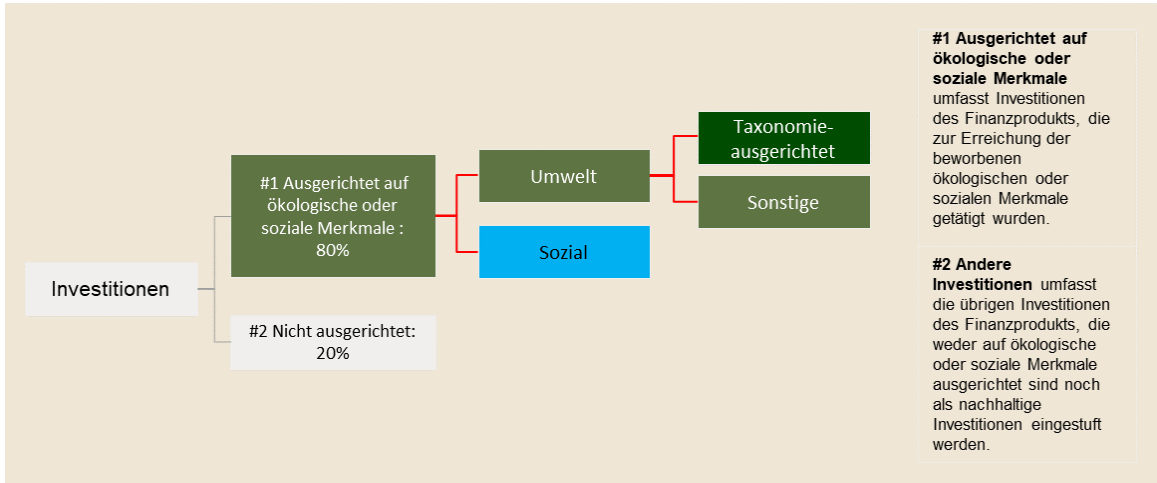 Investitionen
#1 Ausgerichtet auf
ökologische oder
soziale Merkmale :
80%
#2 Nicht ausgerichtet:
20%
Umwelt
Sozial
Taxonomie-
ausgerichtet
Sonstige
#1 Ausgerichtet auf
ökologische oder
soziale Merkmale
umfasst Investitionen
des Finanzprodukts, die
zur Erreichung der
beworbenen
ökologischen oder
sozialen Merkmale
getätigt wurden.
#2 Andere
Investitionen umfasst
die übrigen Investitionen
des Finanzprodukts, die
weder auf ökologische
oder soziale Merkmale
ausgerichtet sind noch
als nachhaltige
Investitionen eingestuft
werden.